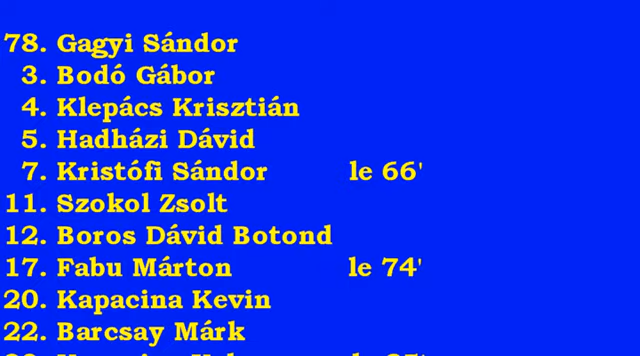 78. Gagyi Sándor
3. Bodó Gábor
4. Klepács Krisztián
5. Hadházi Dávid
7. Kristófi Sándor le 66'
11. Szokol Zsolt
12. Boros Dávid Botond
17. Fabu Márton le 74'
20. Kapacina Kevin
22. Barcsay Márk